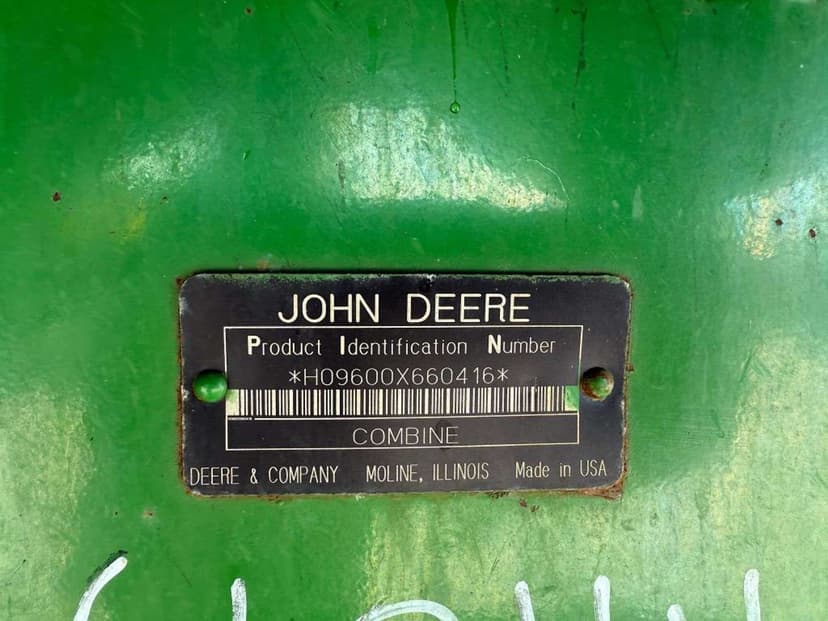 JOHN DEERE
Product Identification Number
*H09600X660416*
COMBINE
DEERE & COMPANY MOLINE, ILLINOIS Made in USA